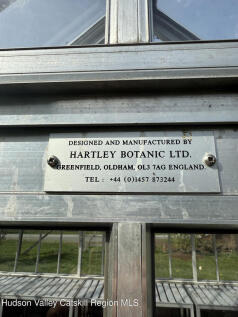 DESIGNED AND MANUFACTURED BY
HARTLEY BOTANIC LTD.
GREENFIELD, OLDHAM, OL3 7AG ENGLAND.
TEL : +44 (0)1457 873244
Hudson Valley Catskill Region MLS